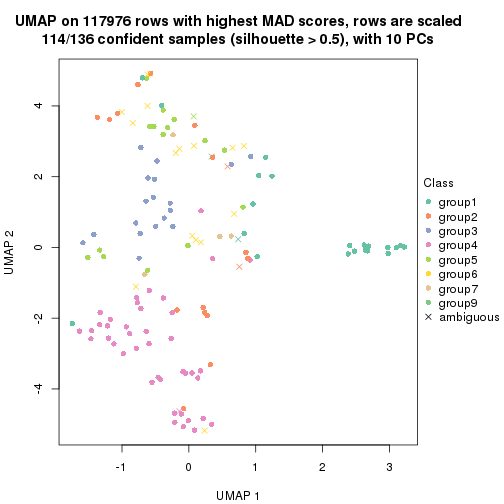 UMAP on 117976 rows with highest MAD scores, rows are scaled
114/136 confident samples (silhouette > 0.5), with 10 PCs
Class
group1
group2
group3
group4
group5
group6
group7
group9
ambiguous
UMAP 2
4
2
0
-2
-4
-1
0
1
2
3
UMAP 1